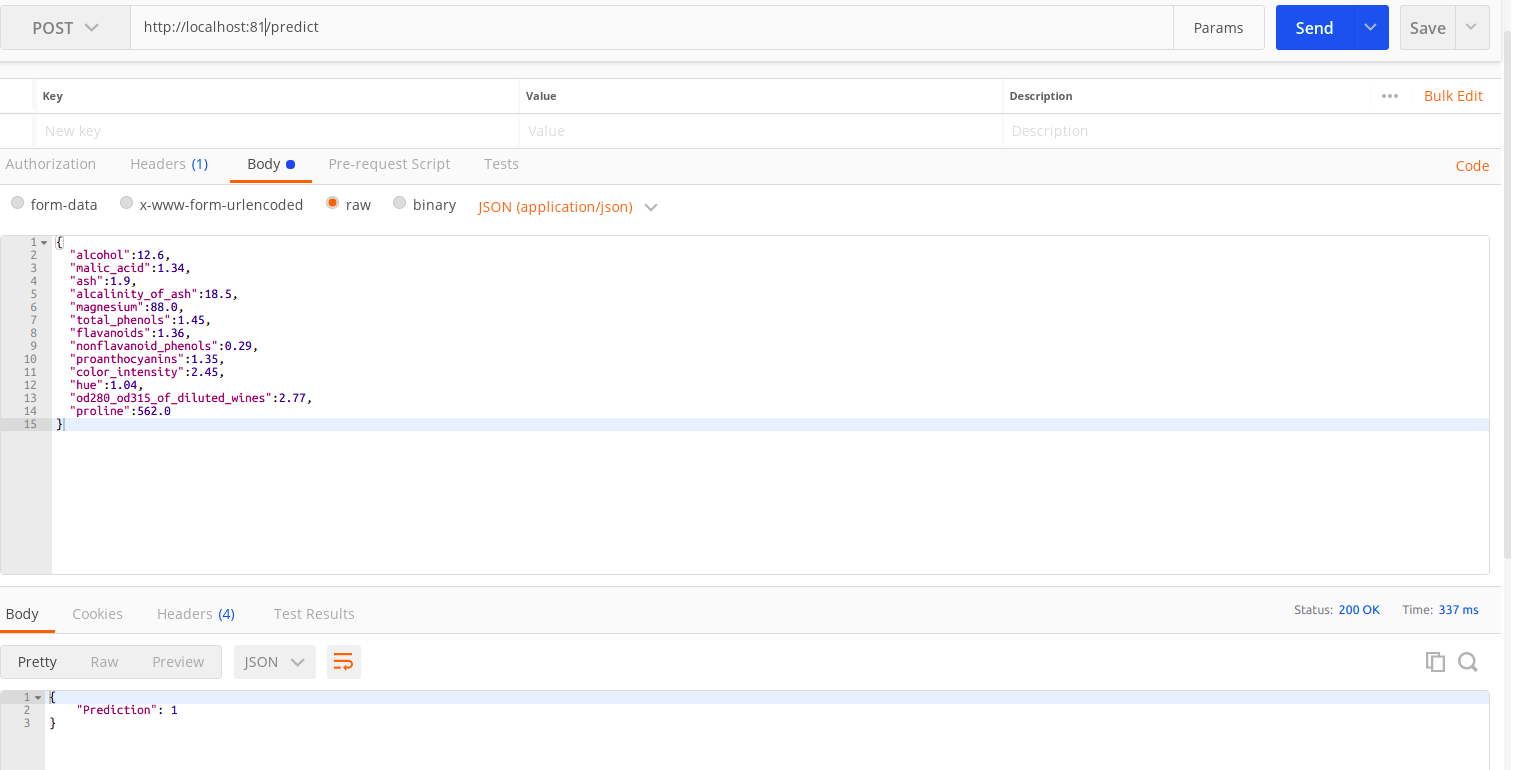 POST http://localhost:81/predict Params Send Save
Key Value Description ••• Bulk Edit
New key Value Description
Authorization Headers (1) Body Pre-request Script Tests Code
form-data x-www-form-urlencoded raw binary JSON (application/json)
1 {
2 "alcohol":12.6,
3 "malic_acid":1.34,
4 "ash":1.9,
5 "alcalinity_of_ash":18.5,
6 "magnesium":88.0,
7 "total_phenols":1.45,
8 "flavanoids":1.36,
9 "nonflavanoid_phenols":0.29,
10 "proanthocyanins":1.35,
11 "color_intensity":2.45,
12 "hue":1.04,
13 "od280_od315_of_diluted_wines":2.77,
14 "proline":562.0
15 }
Body Cookies Headers (4) Test Results Status: 200 OK Time: 337 ms
Pretty Raw Preview JSON
1 {
2 "Prediction": 1
3 }